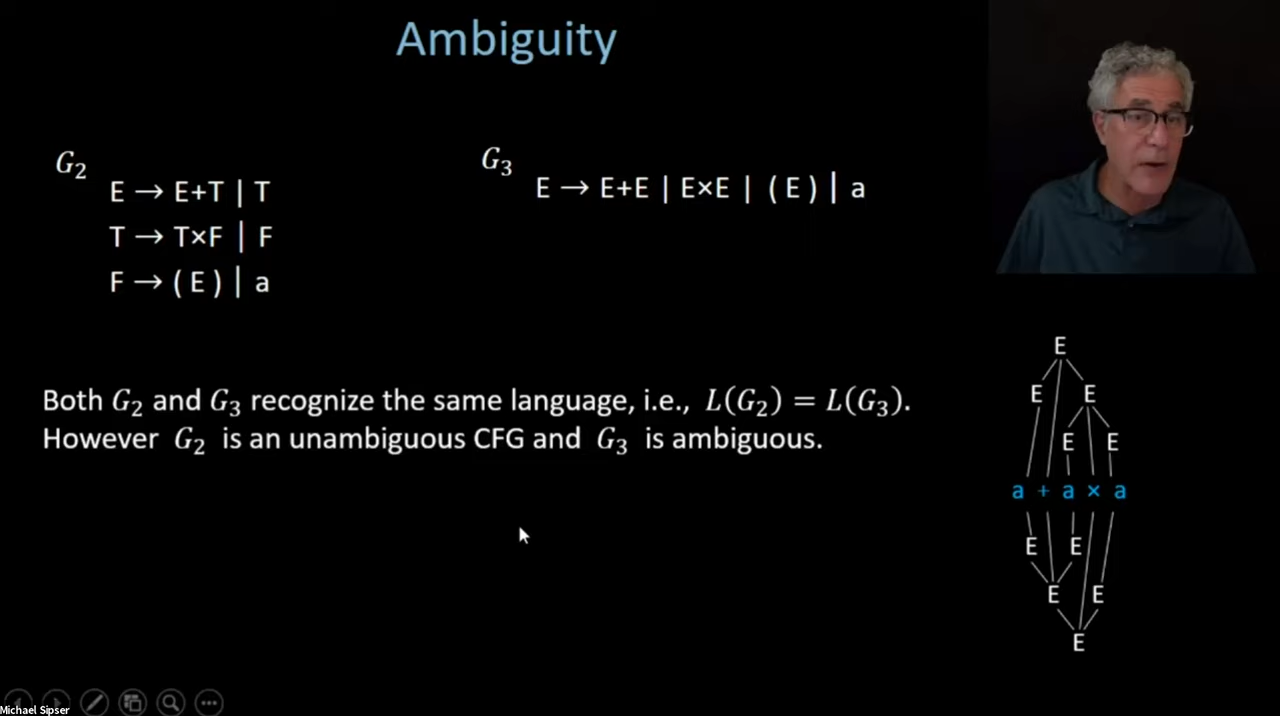 Ambiguity
G₂
E → E+T | T
T → T×F | F
F → ( E ) | a
G₃
E → E+E | E×E | ( E ) | a
Both G₂ and G₃ recognize the same language, i.e., L(G₂) = L(G₃).
However G₂ is an unambiguous CFG and G₃ is ambiguous.
E
E E
E E
a + a × a
E E
E E
E
Michael Sipser